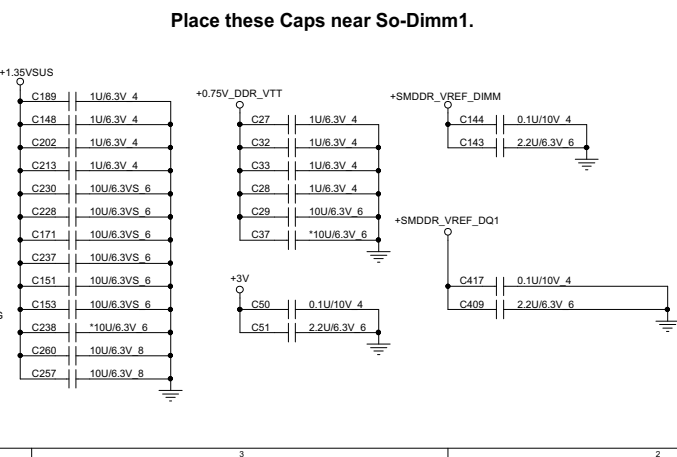 Place these Caps near So-Dimm1.
+1.35VSUS
C189 1U/6.3V_4
C148 1U/6.3V_4
C202 1U/6.3V_4
C213 1U/6.3V_4
C230 10U/6.3VS_6
C228 10U/6.3VS_6
C171 10U/6.3VS_6
C237 10U/6.3VS_6
C151 10U/6.3VS_6
C153 10U/6.3VS_6
C238 *10U/6.3V_6
C260 10U/6.3V_8
C257 10U/6.3V_8
+0.75V_DDR_VTT
C27 1U/6.3V_4
C32 1U/6.3V_4
C33 1U/6.3V_4
C28 1U/6.3V_4
C29 10U/6.3V_6
C37 *10U/6.3V_6
+3V
C50 0.1U/10V_4
C51 2.2U/6.3V_6
+SMDDR_VREF_DIMM
C144 0.1U/10V_4
C143 2.2U/6.3V_6
+SMDDR_VREF_DQ1
C417 0.1U/10V_4
C409 2.2U/6.3V_6
3
2